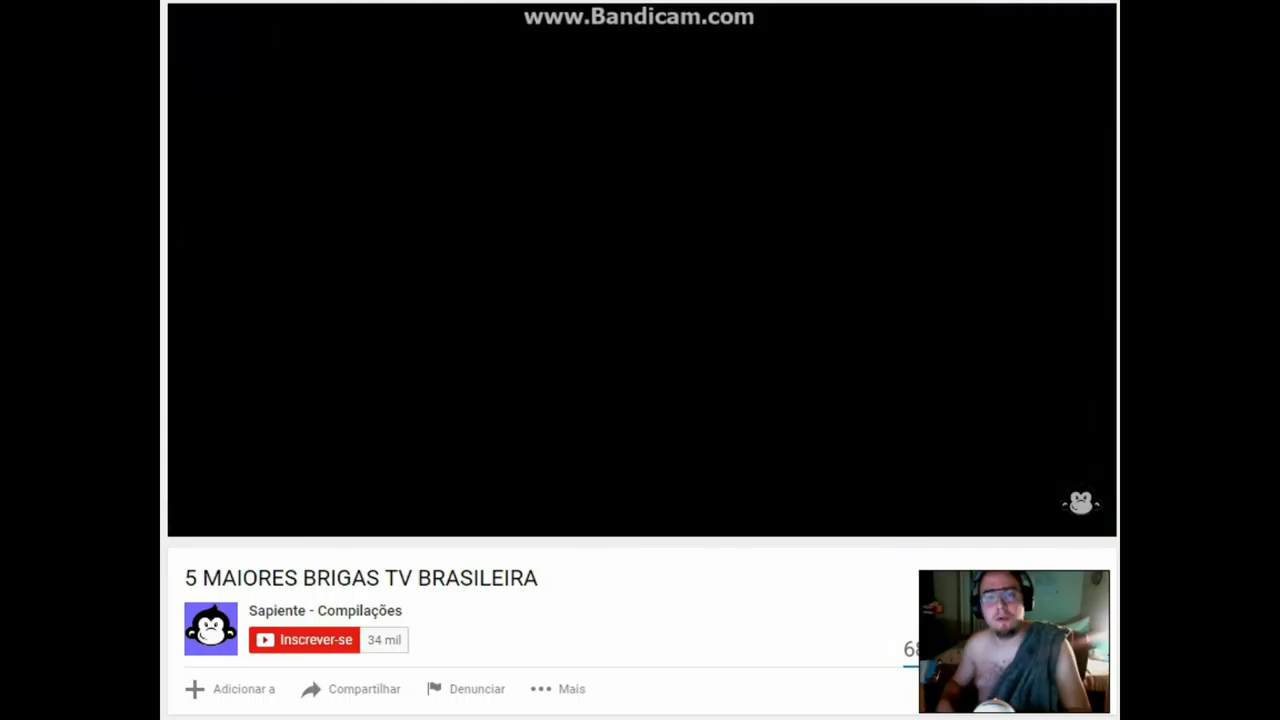 www.Bandicam.com
5 MAIORES BRIGAS TV BRASILEIRA
Sapiente - Compilações
Inscrever-se 34 mil
Adicionar a Compartilhar Denunciar Mais